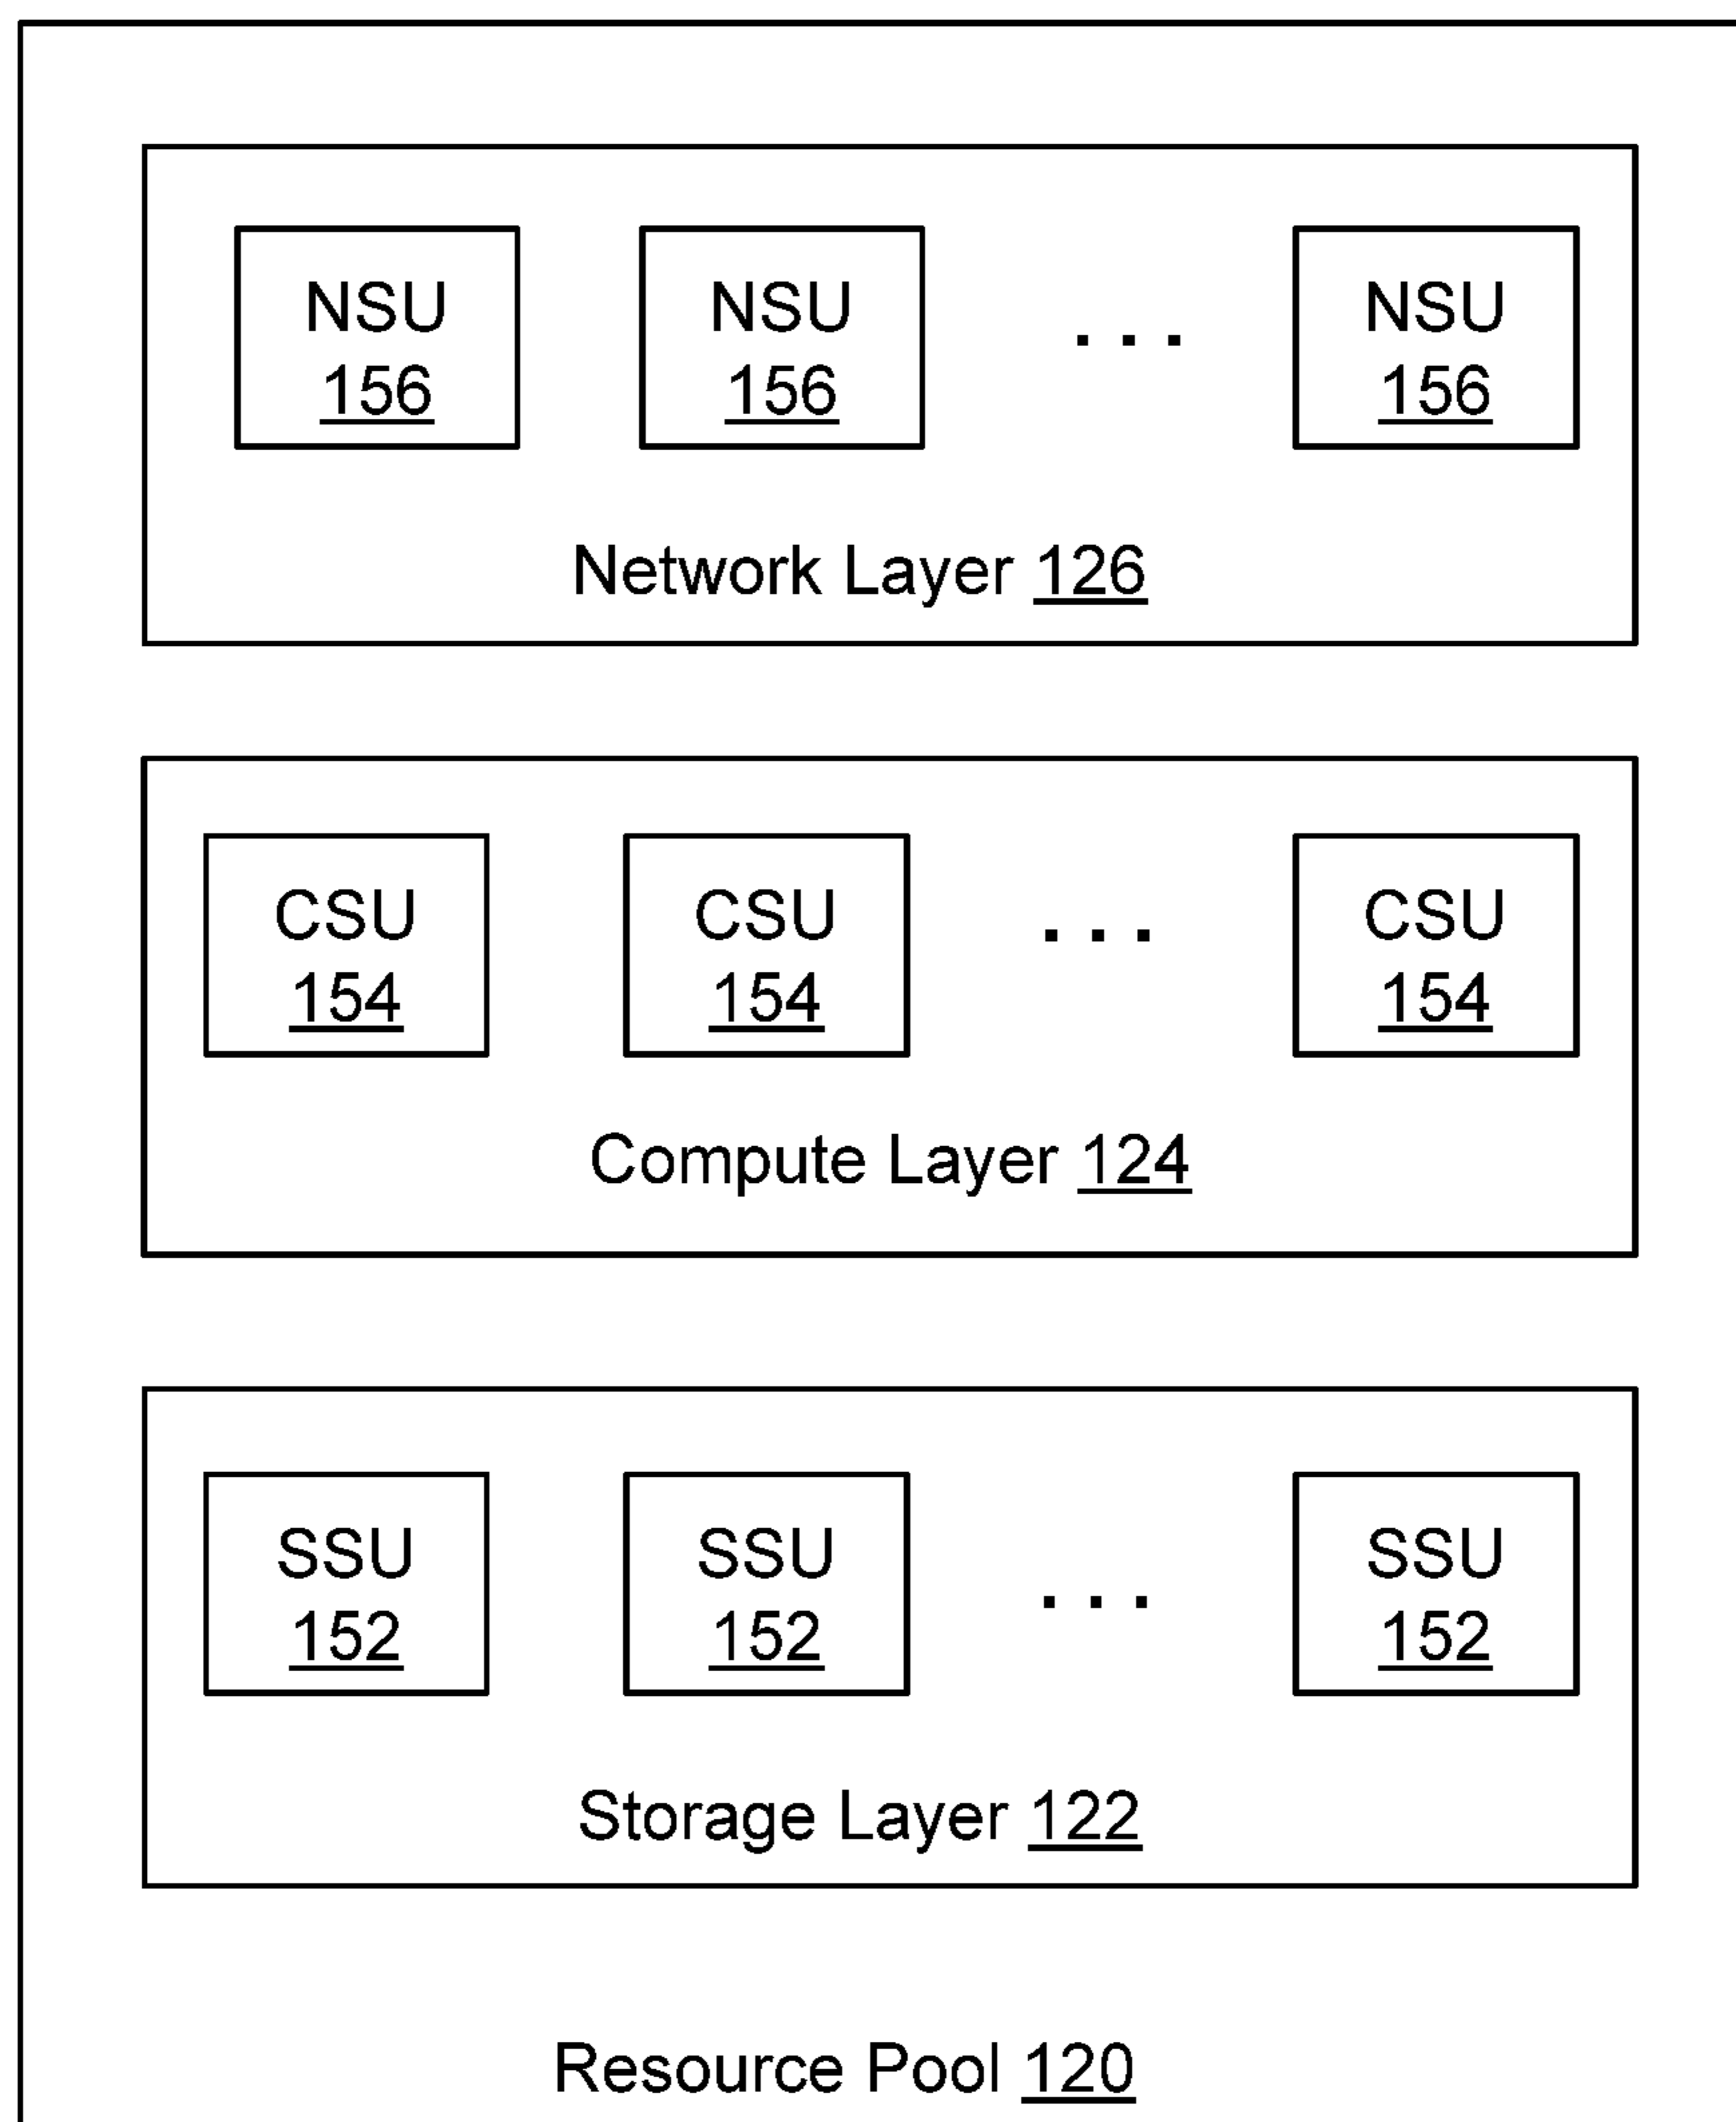 NSU NSU ... NSU
156 156 156
Network Layer 126
CSU CSU ... CSU
154 154 154
Compute Layer 124
SSU SSU ... SSU
152 152 152
Storage Layer 122
Resource Pool 120